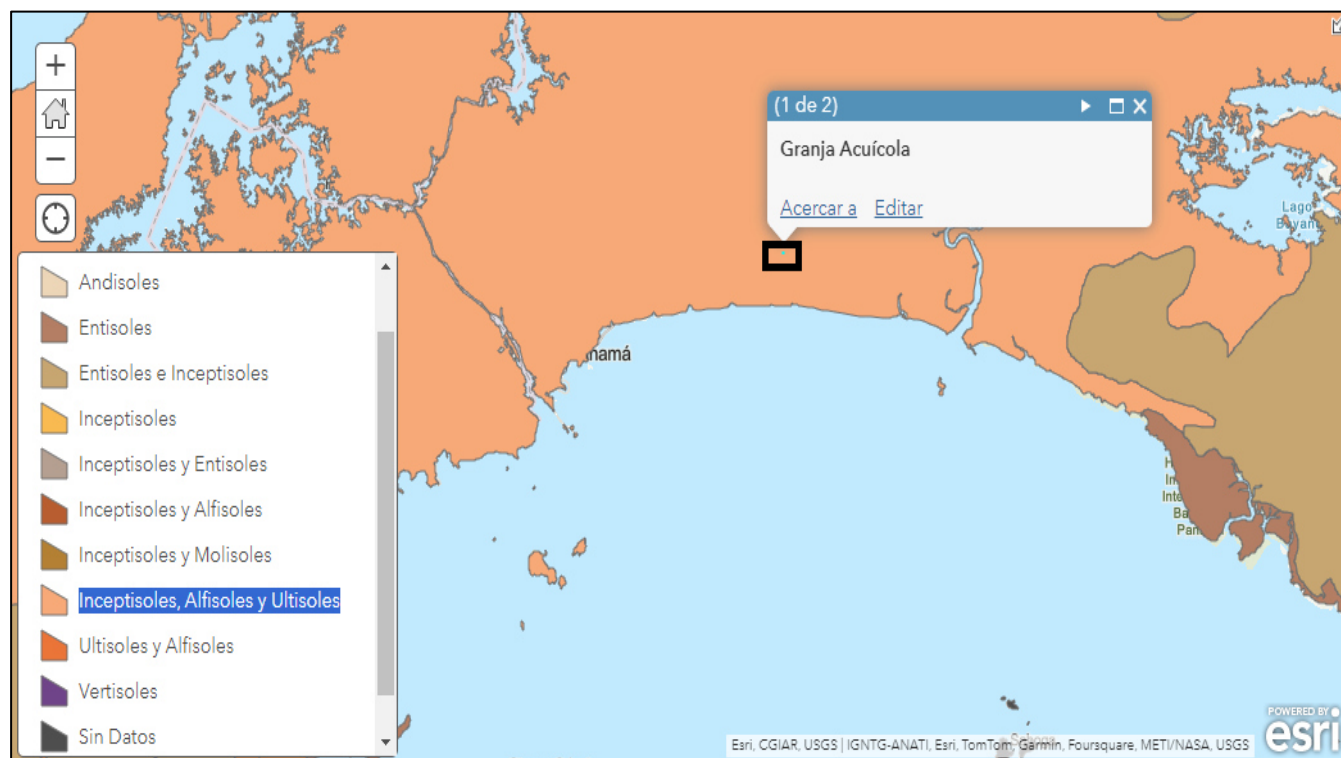 +
−
(1 de 2)
Granja Acuícola
Acercar a Editar
Lago
namá
Andisoles
Entisoles
Entisoles e Inceptisoles
Inceptisoles
Inceptisoles y Entisoles
Inceptisoles y Alfisoles
Inceptisoles y Molisoles
Inceptisoles, Alfisoles y Ultisoles
Ultisoles y Alfisoles
Vertisoles
Sin Datos
Esri, CGIAR, USGS | IGNTG-ANATI, Esri, TomTom, Garmin, Foursquare, METI/NASA, USGS
POWERED BY
esri